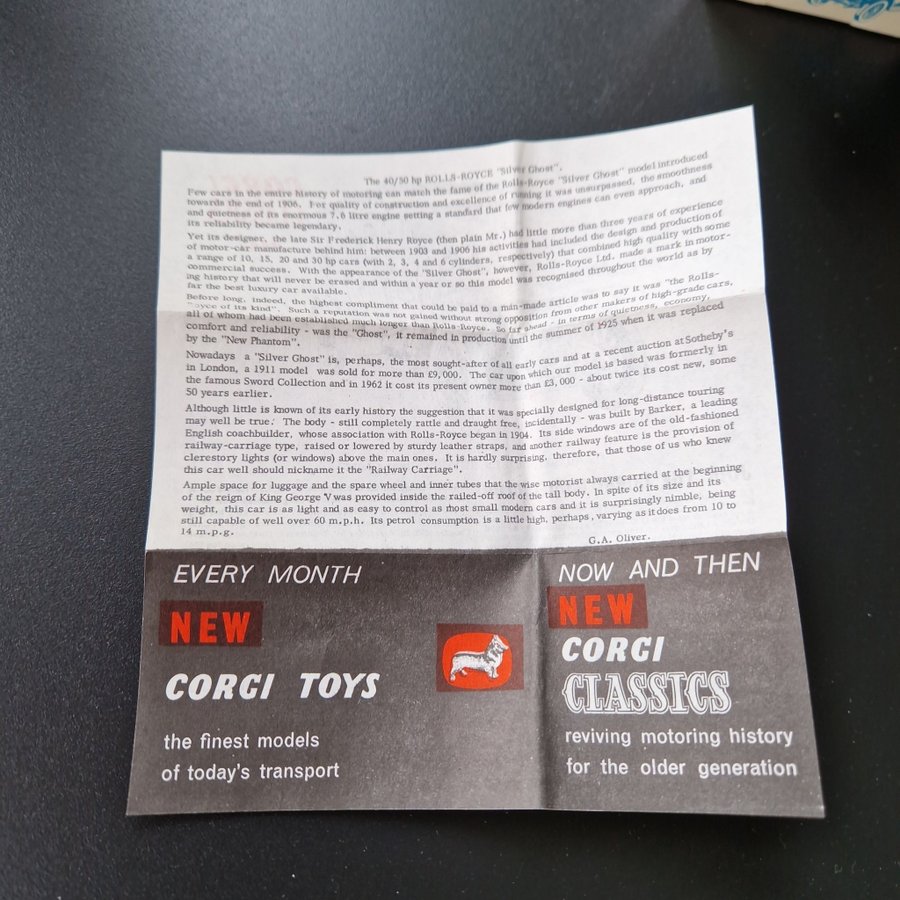 The 40/50 hp ROLLS-ROYCE "Silver Ghost".
Few cars in the entire history of motoring can match the fame of the Rolls-Royce "Silver Ghost" model introduced
towards the end of 1906. For quality of construction and excellence of running it was unsurpassed, the smoothness
and quietness of its enormous 7.6 litre engine setting a standard that few modern engines can even approach, and
its reliability became legendary.
Yet its designer, the late Sir Frederick Henry Royce (then plain Mr.) had little more than three years of experience
of motor-car manufacture behind him: between 1903 and 1906 his activities had included the design and production of
a range of 10, 15, 20 and 30 hp cars (with 2, 3, 4 and 6 cylinders, respectively) that combined high quality with some
commercial success. With the appearance of the "Silver Ghost", however, Rolls-Royce Ltd. made a mark in motor-
ing history that will never be erased and within a year or so this model was recognised throughout the world as by
far the best luxury car available.
Before long, indeed, the highest compliment that could be paid to a man-made article was to say it was "the Rolls-
Royce of its kind". Such a reputation was not gained without strong opposition from other makers of high-grade cars,
all of whom had been established much longer than Rolls-Royce. So far ahead - in terms of quietness, economy,
comfort and reliability - was the "Ghost", it remained in production until the summer of 1925 when it was replaced
by the "New Phantom".
Nowadays a "Silver Ghost" is, perhaps, the most sought-after of all early cars and at a recent auction at Sotheby's
in London, a 1911 model was sold for more than £9,000. The car upon which our model is based was formerly in
the famous Sword Collection and in 1962 it cost its present owner more than £3,000 - about twice its cost new, some
50 years earlier.
Although little is known of its early history the suggestion that it was specially designed for long-distance touring
may well be true. The body - still completely rattle and draught free, incidentally - was built by Barker, a leading
English coachbuilder, whose association with Rolls-Royce began in 1904. Its side windows are of the old-fashioned
railway-carriage type, raised or lowered by sturdy leather straps, and another railway feature is the provision of
clerestory lights (or windows) above the main ones. It is hardly surprising, therefore, that those of us who knew
this car well should nickname it the "Railway Carriage".
Ample space for luggage and the spare wheel and inner tubes that the wise motorist always carried at the beginning
of the reign of King George V was provided inside the railed-off roof of the tall body. In spite of its size and its
weight, this car is as light and as easy to control as most small modern cars and it is surprisingly nimble, being
still capable of well over 60 m.p.h. Its petrol consumption is a little high, perhaps, varying as it does from 10 to
14 m.p.g.
G.A. Oliver.
EVERY MONTH
NEW
CORGI TOYS
the finest models
of today's transport
NOW AND THEN
NEW
CORGI
CLASSICS
reviving motoring history
for the older generation